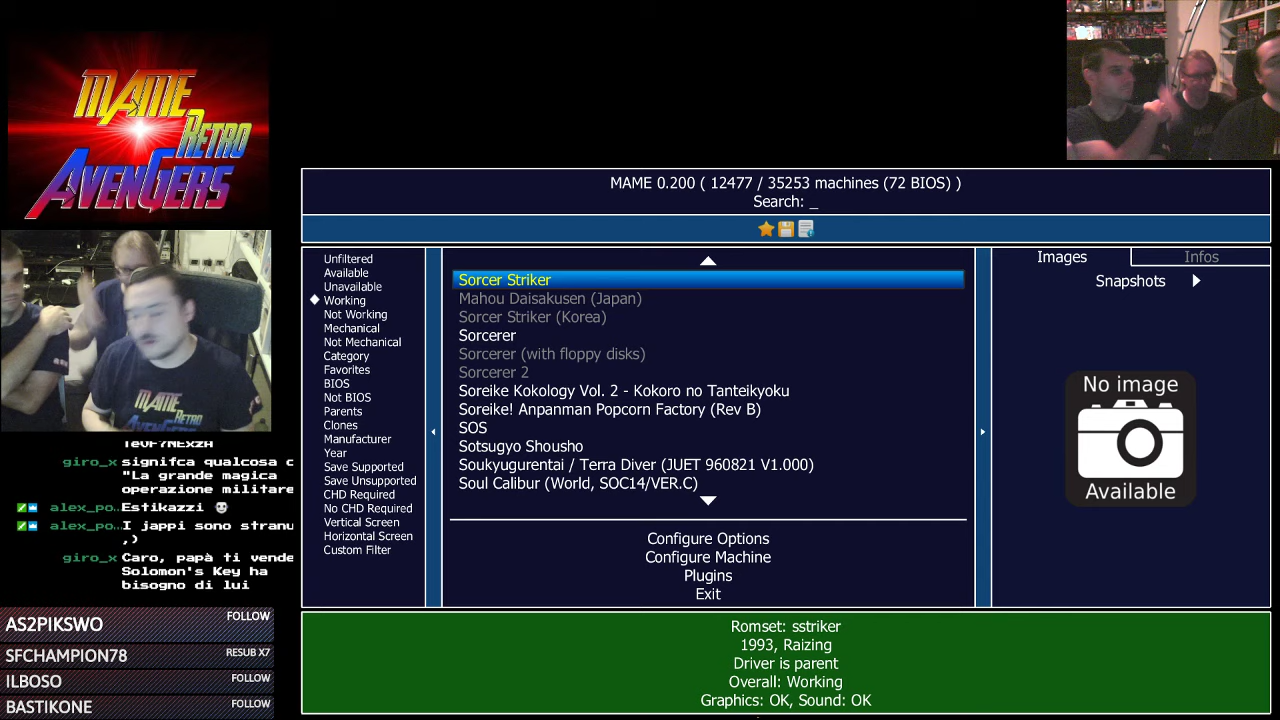 MAME
RETRO
AVENGERS
MAME 0.200 ( 12477 / 35253 machines (72 BIOS) )
Search: _
Unfiltered
Available
Unavailable
Working
Not Working
Mechanical
Not Mechanical
Category
Favorites
BIOS
Not BIOS
Parents
Clones
Manufacturer
Year
Save Supported
Save Unsupported
CHD Required
No CHD Required
Vertical Screen
Horizontal Screen
Custom Filter
Sorcer Striker
Mahou Daisakusen (Japan)
Sorcer Striker (Korea)
Sorcerer
Sorcerer (with floppy disks)
Sorcerer 2
Soreike Kokology Vol. 2 - Kokoro no Tanteikyoku
Soreike! Anpanman Popcorn Factory (Rev B)
SOS
Sotsugyo Shousho
Soukyugurentai / Terra Diver (JUET 960821 V1.000)
Soul Calibur (World, SOC14/VER.C)
Configure Options
Configure Machine
Plugins
Exit
Images
Infos
Snapshots
No image
Available
Romset: sstriker
1993, Raizing
Driver is parent
Overall: Working
Graphics: OK, Sound: OK
MAME
RETRO
AVENGERS
giro_x signifca qualcosa c
"La grande magica
operazione militare
alex_po.. Estikazzi
alex_po.. I jappi sono stranu
,)
giro_x Caro, papà ti vende
Solomon's Key ha
bisogno di lui
AS2PIKSWO FOLLOW
SFCHAMPION78 RESUB X7
ILBOSO FOLLOW
BASTIKONE FOLLOW